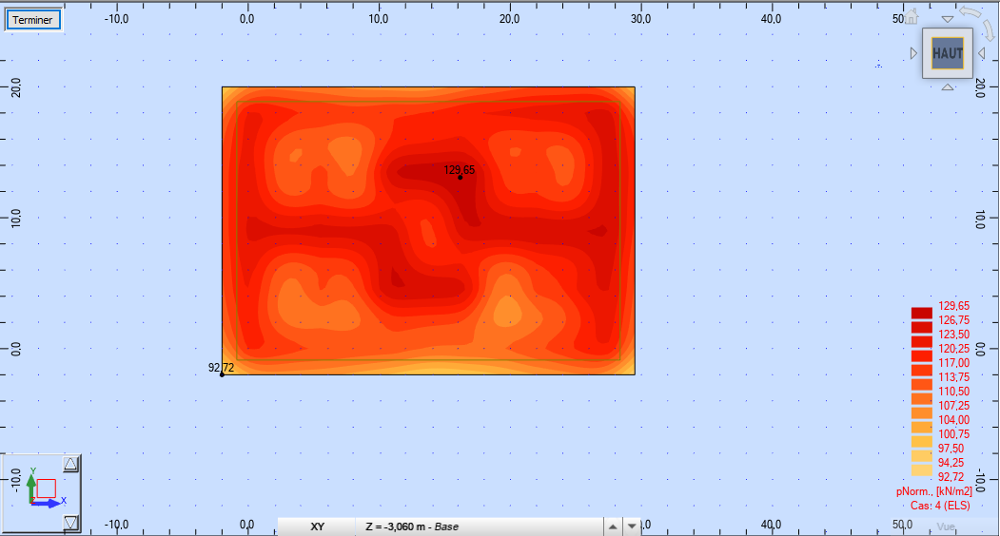 Terminer
-10,0 0,0 10,0 20,0 30,0 40,0 50,0
HAUT
20,0 20,0
129,65
10,0 10,0
129,65
126,75
123,50
120,25
117,00
113,75
110,50
107,25
104,00
100,75
97,50
94,25
92,72
0,0 0,0
92,72
-10,0 -10,0
pNorm., [kN/m2]
Cas: 4 (ELS)
Y
Z X
-10,0 0,0 30,0 40,0 50,0
XY Z = -3,060 m - Base
Vue